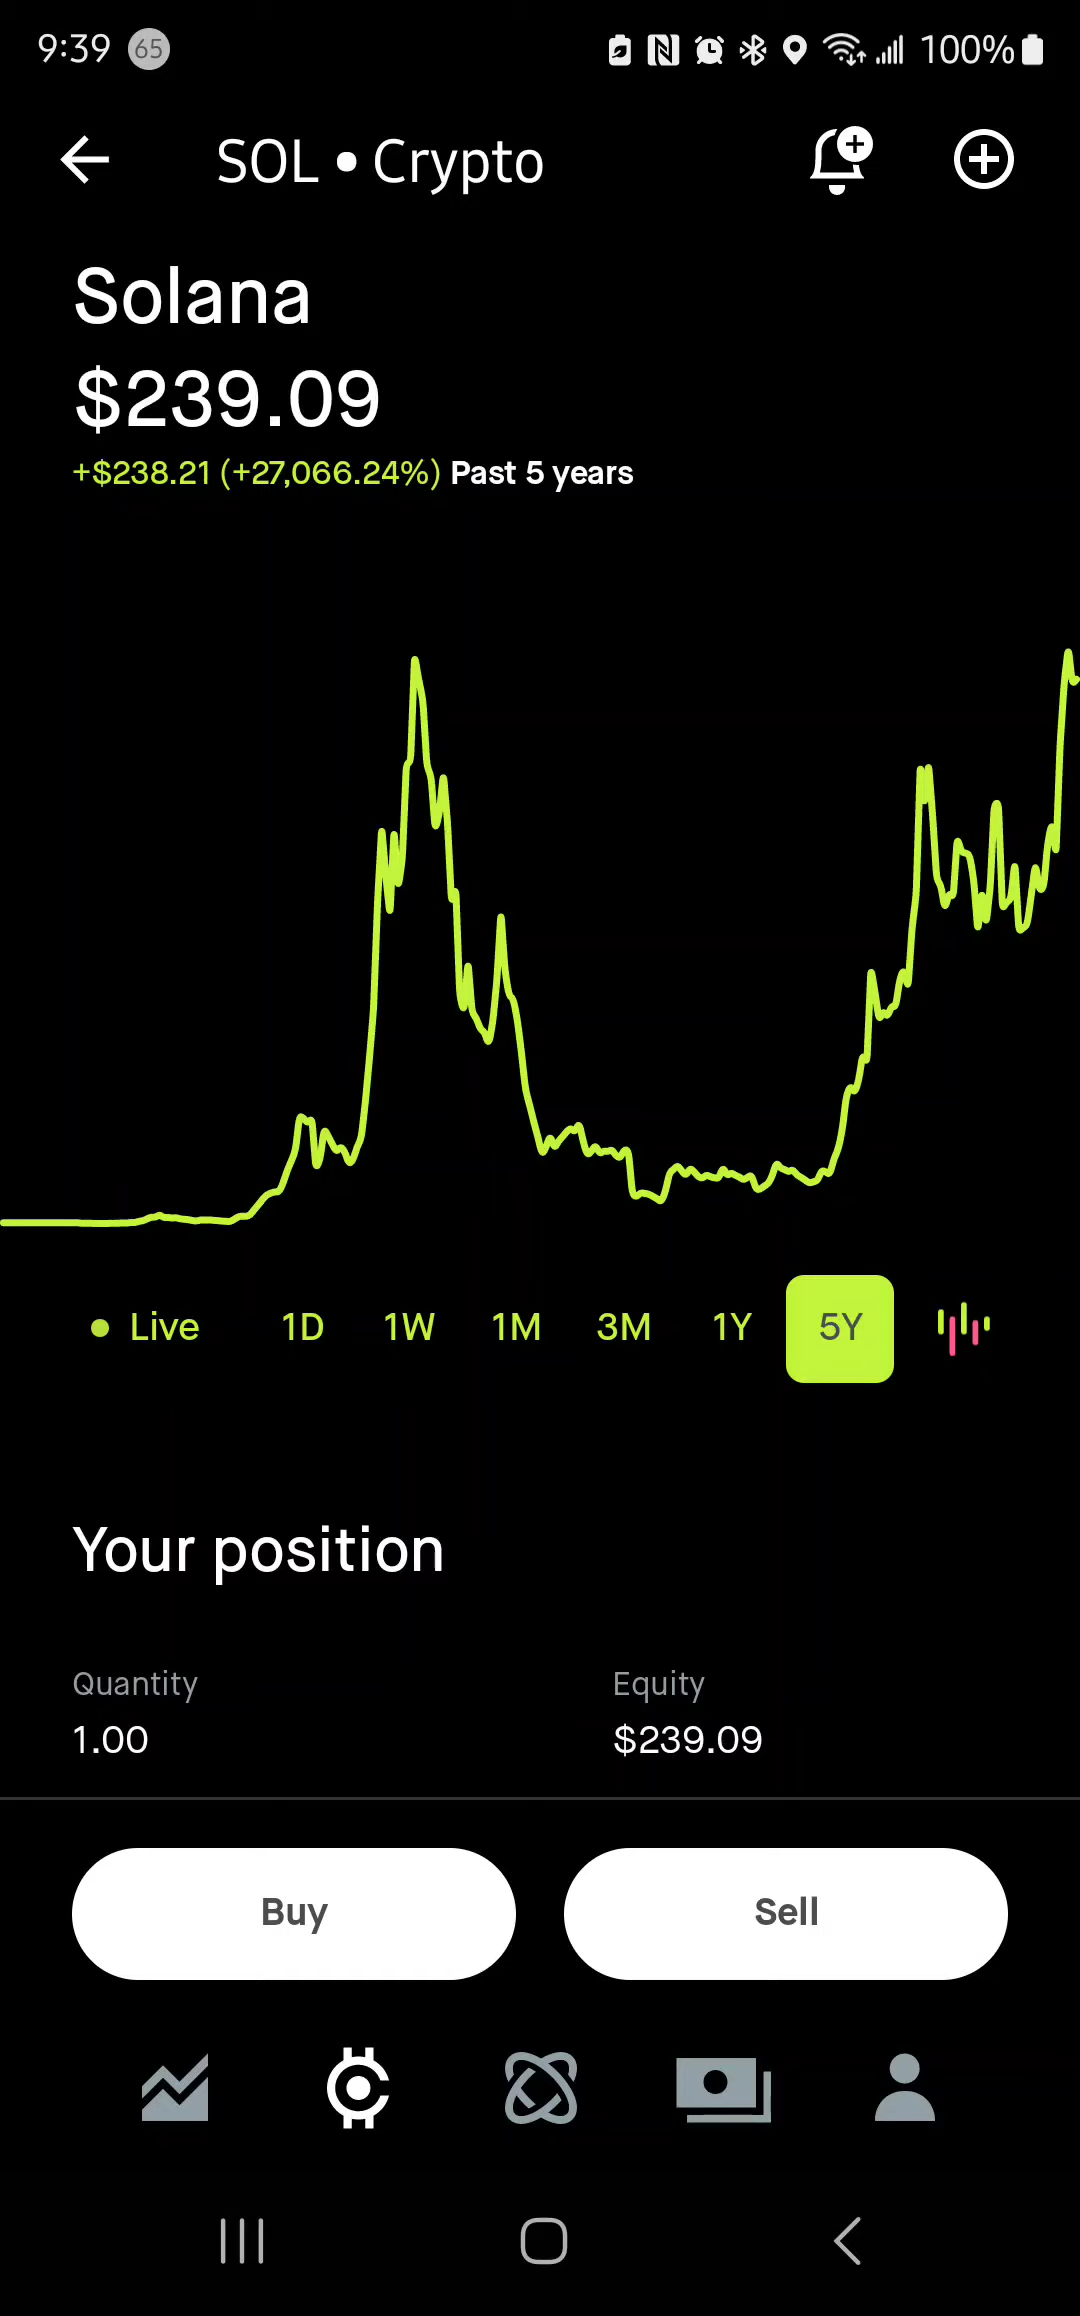 9:39 65 100%
SOL • Crypto
Solana
$239.09
+$238.21 (+27,066.24%) Past 5 years
Live 1D 1W 1M 3M 1Y 5Y
Your position
Quantity Equity
1.00 $239.09
Buy Sell